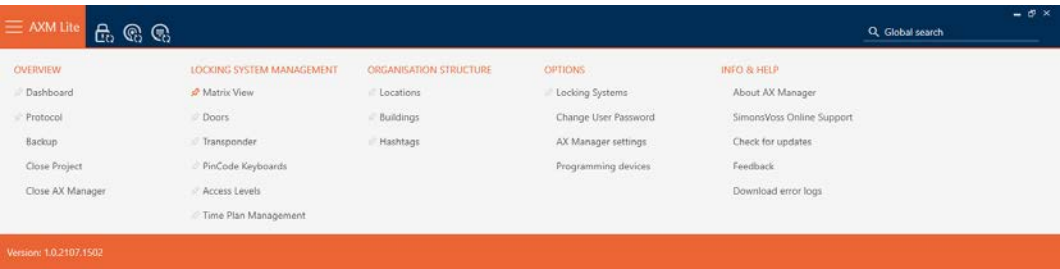 AXM Lite
Global search
OVERVIEW
Dashboard
Protocol
Backup
Close Project
Close AX Manager
LOCKING SYSTEM MANAGEMENT
Matrix View
Doors
Transponder
PinCode Keyboards
Access Levels
Time Plan Management
ORGANISATION STRUCTURE
Locations
Buildings
Hashtags
OPTIONS
Locking Systems
Change User Password
AX Manager settings
Programming devices
INFO & HELP
About AX Manager
SimonsVoss Online Support
Check for updates
Feedback
Download error logs
Version: 1.0.2107.1502